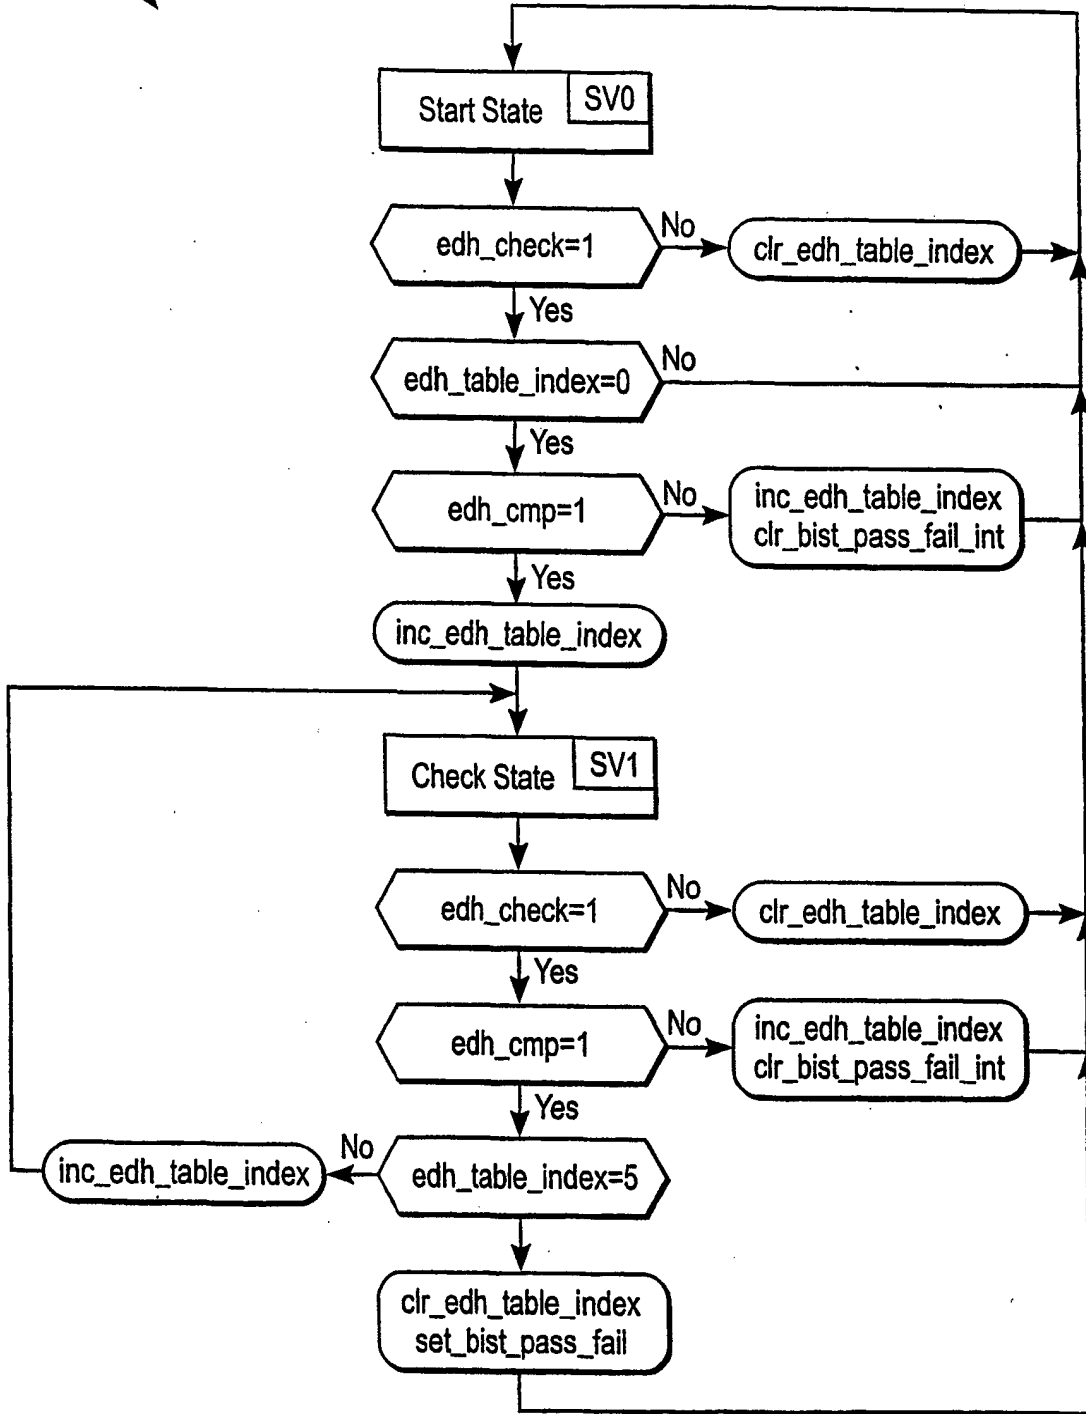 Start State
SV0
edh_check=1
No
clr_edh_table_index
Yes
edh_table_index=0
No
Yes
edh_cmp=1
No
inc_edh_table_index
clr_bist_pass_fail_int
Yes
inc_edh_table_index
Check State
SV1
edh_check=1
No
clr_edh_table_index
Yes
edh_cmp=1
No
inc_edh_table_index
clr_bist_pass_fail_int
Yes
inc_edh_table_index
No
edh_table_index=5
clr_edh_table_index
set_bist_pass_fail